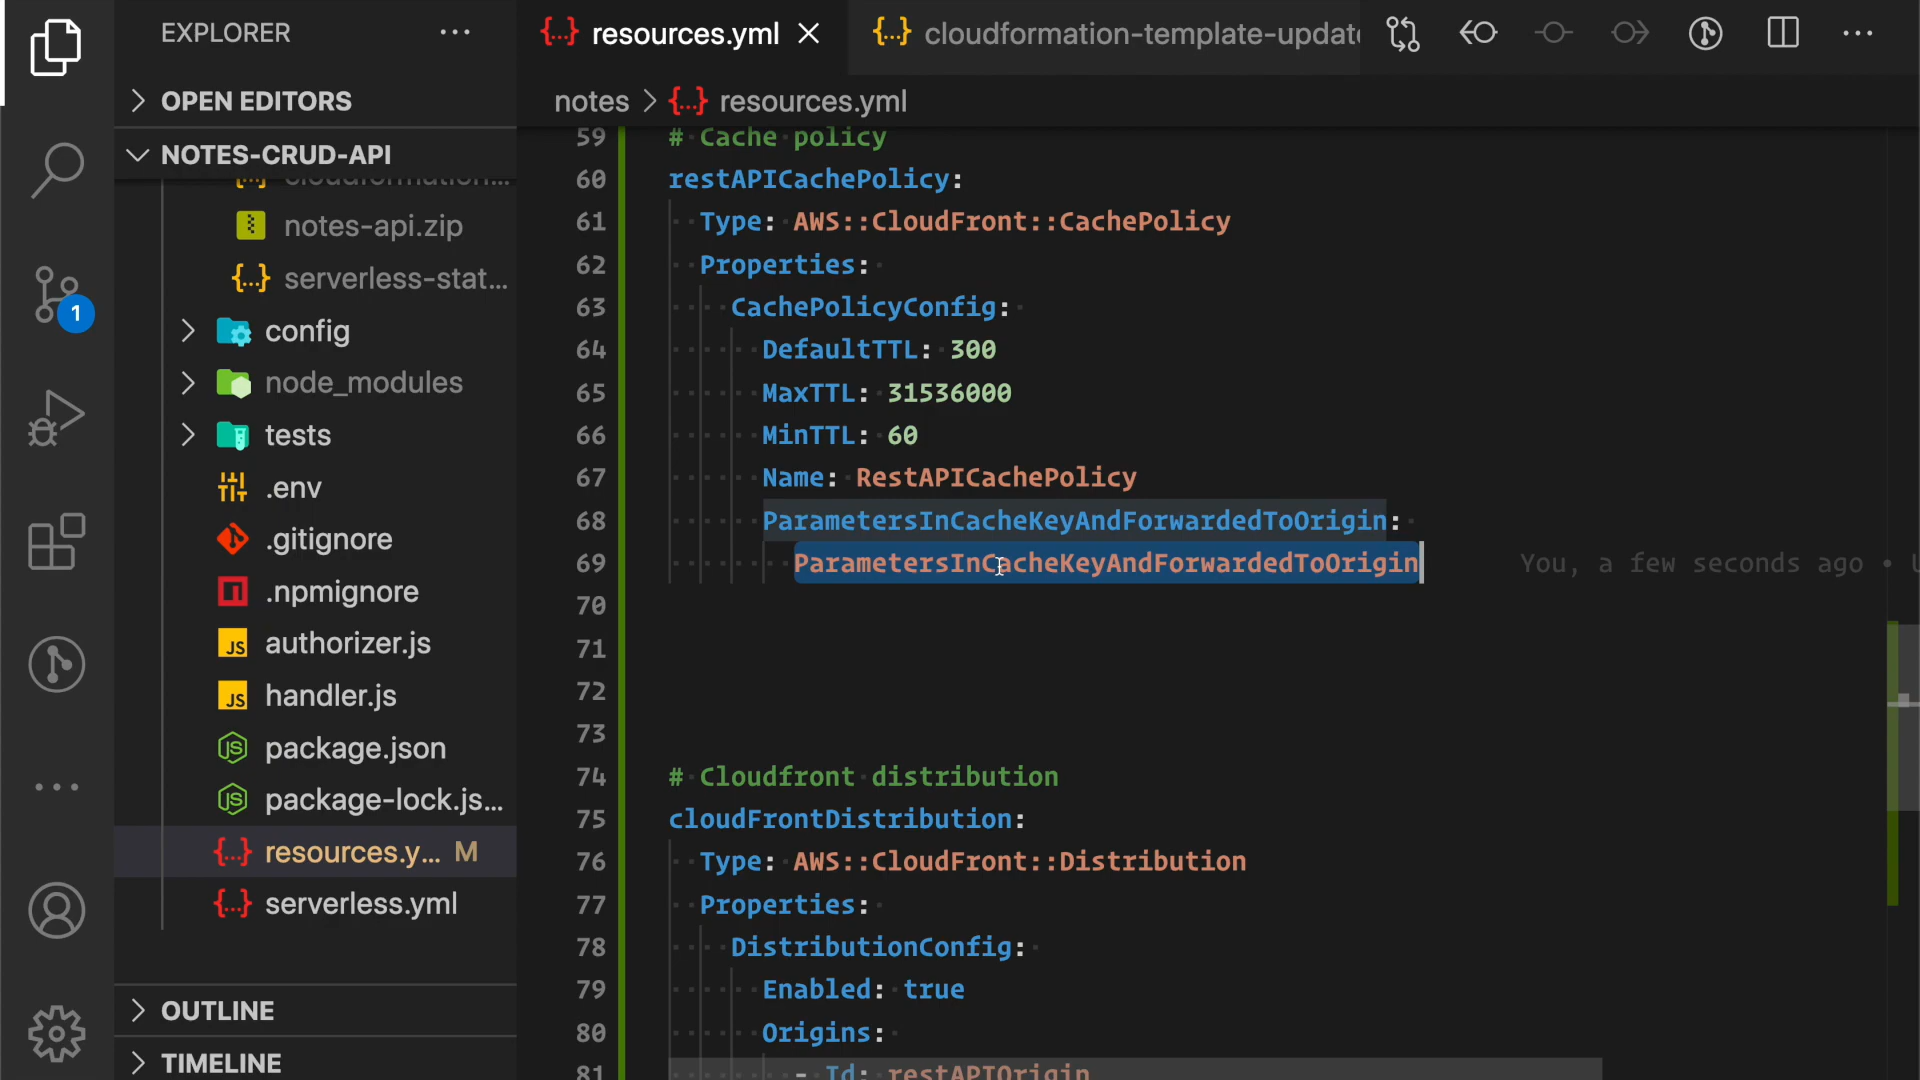 EXPLORER
OPEN EDITORS
NOTES-CRUD-API
cloudformation...
notes-api.zip
serverless-stat...
config
node_modules
tests
.env
.gitignore
.npmignore
authorizer.js
handler.js
package.json
package-lock.js...
resources.y... M
serverless.yml
OUTLINE
TIMELINE
1
resources.yml
cloudformation-template-update
notes > resources.yml
59 # Cache policy
60 restAPICachePolicy:
61 Type: AWS::CloudFront::CachePolicy
62 Properties:
63 CachePolicyConfig:
64 DefaultTTL: 300
65 MaxTTL: 31536000
66 MinTTL: 60
67 Name: RestAPICachePolicy
68 ParametersInCacheKeyAndForwardedToOrigin:
69 ParametersInCacheKeyAndForwardedToOrigin You, a few seconds ago •
70
71
72
73
74 # Cloudfront distribution
75 cloudFrontDistribution:
76 Type: AWS::CloudFront::Distribution
77 Properties:
78 DistributionConfig:
79 Enabled: true
80 Origins:
81 - Id: restAPIOrigin